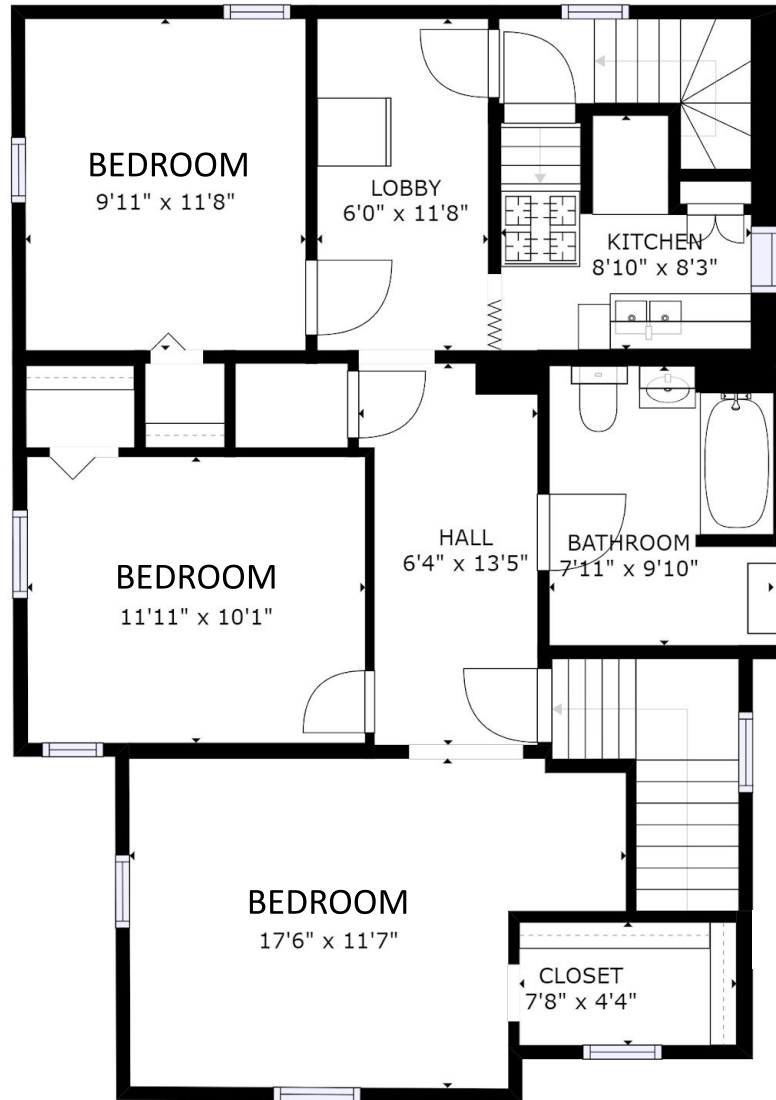 BEDROOM
9'11" x 11'8"
LOBBY
6'0" x 11'8"
KITCHEN
8'10" x 8'3"
HALL
6'4" x 13'5"
BATHROOM
7'11" x 9'10"
BEDROOM
11'11" x 10'1"
BEDROOM
17'6" x 11'7"
CLOSET
7'8" x 4'4"